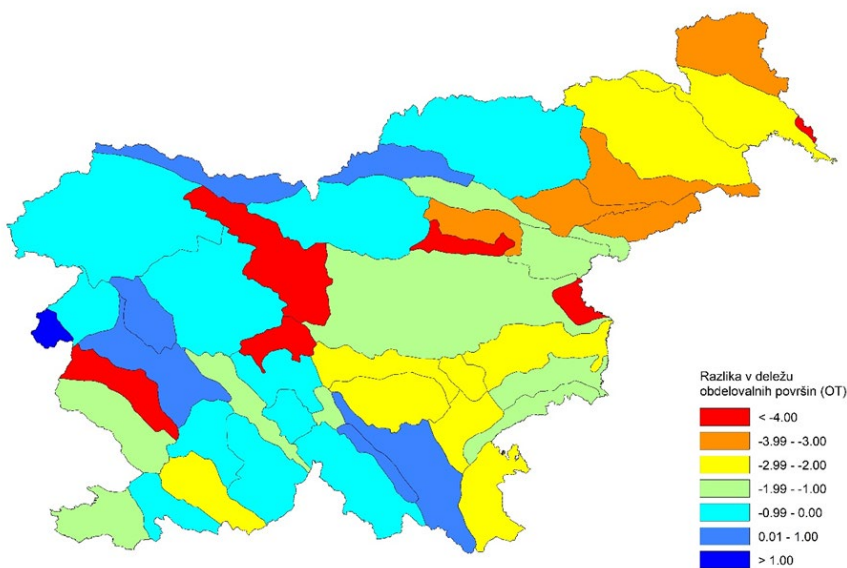 Razlika v deležu
obdelovalnih površin (OT)
< -4.00
-3.99 - -3.00
-2.99 - -2.00
-1.99 - -1.00
-0.99 - 0.00
0.01 - 1.00
> 1.00